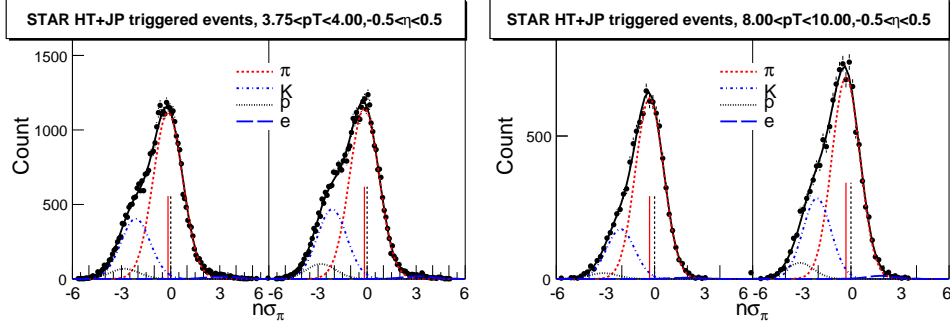 STAR HT+JP triggered events, 3.75<pT<4.00,-0.5<η<0.5
1500
1000
500
0
Count
π
K
p
e
-6 -3 0 3 6 -3 0 3 6
nσπ
STAR HT+JP triggered events, 8.00<pT<10.00,-0.5<η<0.5
500
0
Count
π
K
p
e
-6 -3 0 3 6 -3 0 3 6
nσπ